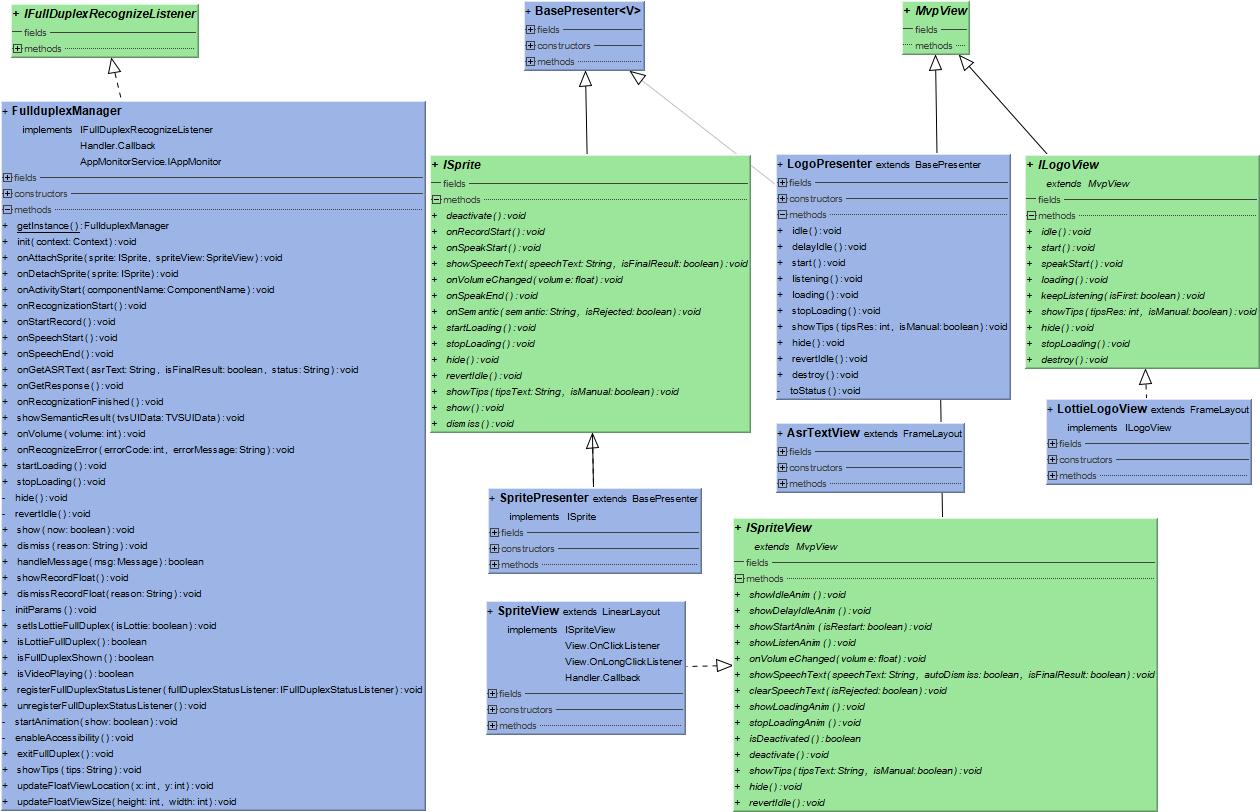 + IFullDuplexRecognizeListener
fields
methods
+ BasePresenter<V>
fields
constructors
methods
+ MvpView
fields
methods
+ FullduplexManager
implements IFullDuplexRecognizeListener
Handler.Callback
AppMonitorService.IAppMonitor
fields
constructors
methods
+ getInstance():FullduplexManager
+ init(context:Context):void
+ onAttachSprite(sprite:ISprite, spriteView:SpriteView):void
+ onDetachSprite(sprite:ISprite):void
+ onActivityStart(componentName:ComponentName):void
+ onRecognizationStart():void
+ onStartRecord():void
+ onSpeechStart():void
+ onSpeechEnd():void
+ onGetASRText(asrText:String, isFinalResult:boolean, status:String):void
+ onGetResponse():void
+ onRecognizationFinished():void
+ showSemanticResult(tvsUIData:TVSUIData):void
+ onVolume(volume:int):void
+ onRecognizeError(errorCode:int, errorMessage:String):void
+ startLoading():void
+ stopLoading():void
- hide():void
- revertIdle():void
+ show(now:boolean):void
+ dismiss(reason:String):void
+ handleMessage(msg:Message):boolean
+ showRecordFloat():void
+ dismissRecordFloat(reason:String):void
- initParams():void
+ setIsLottieFullDuplex(isLottie:boolean):void
+ isLottieFullDuplex():boolean
+ isFullDuplexShown():boolean
+ isVideoPlaying():boolean
+ registerFullDuplexStatusListener(fullDuplexStatusListener:IFullDuplexStatusListener):void
+ unregisterFullDuplexStatusListener():void
- startAnimation(show:boolean):void
- enableAccessibility():void
+ exitFullDuplex():void
+ showTips(tips:String):void
+ updateFloatViewLocation(x:int, y:int):void
+ updateFloatViewSize(height:int, width:int):void
+ ISprite
fields
methods
+ deactivate():void
+ onRecordStart():void
+ onSpeakStart():void
+ showSpeechText(speechText:String, isFinalResult:boolean):void
+ onVolumeChanged(volume:float):void
+ onSpeakEnd():void
+ onSemantic(semantic:String, isRejected:boolean):void
+ startLoading():void
+ stopLoading():void
+ hide():void
+ revertIdle():void
+ showTips(tipsText:String, isManual:boolean):void
+ show():void
+ dismiss():void
+ LogoPresenter extends BasePresenter
fields
constructors
methods
+ idle():void
+ delayIdle():void
+ start():void
+ listening():void
+ loading():void
+ stopLoading():void
+ showTips(tipsRes:int, isManual:boolean):void
+ hide():void
+ revertIdle():void
+ destroy():void
- toStatus():void
+ ILogoView
extends MvpView
fields
methods
+ idle():void
+ start():void
+ speakStart():void
+ loading():void
+ keepListening(isFirst:boolean):void
+ showTips(tipsRes:int, isManual:boolean):void
+ hide():void
+ stopLoading():void
+ destroy():void
+ LottieLogoView extends FrameLayout
implements ILogoView
fields
constructors
methods
+ AsrTextView extends FrameLayout
fields
constructors
methods
+ SpritePresenter extends BasePresenter
implements ISprite
fields
constructors
methods
+ SpriteView extends LinearLayout
implements ISpriteView
View.OnClickListener
View.OnLongClickListener
Handler.Callback
fields
constructors
methods
+ ISpriteView
extends MvpView
fields
methods
+ showIdleAnim():void
+ showDelayIdleAnim():void
+ showStartAnim(isRestart:boolean):void
+ showListenAnim():void
+ onVolumeChanged(volume:float):void
+ showSpeechText(speechText:String, autoDismiss:boolean, isFinalResult:boolean):void
+ clearSpeechText(isRejected:boolean):void
+ showLoadingAnim():void
+ stopLoadingAnim():void
+ isDeactivated():boolean
+ deactivate():void
+ showTips(tipsText:String, isManual:boolean):void
+ hide():void
+ revertIdle():void